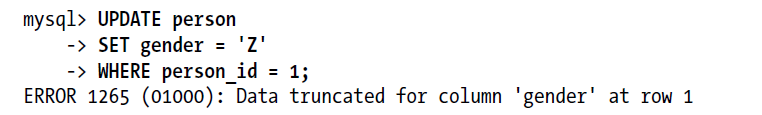 mysql> UPDATE person
    -> SET gender = 'Z'
    -> WHERE person_id = 1;
ERROR 1265 (01000): Data truncated for column 'gender' at row 1